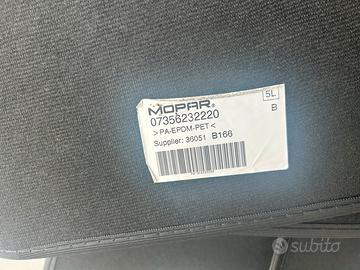 MOPAR®
5L
07356232220
B
>PA-EPDM-PET<
Supplier: 36051 B166
subito